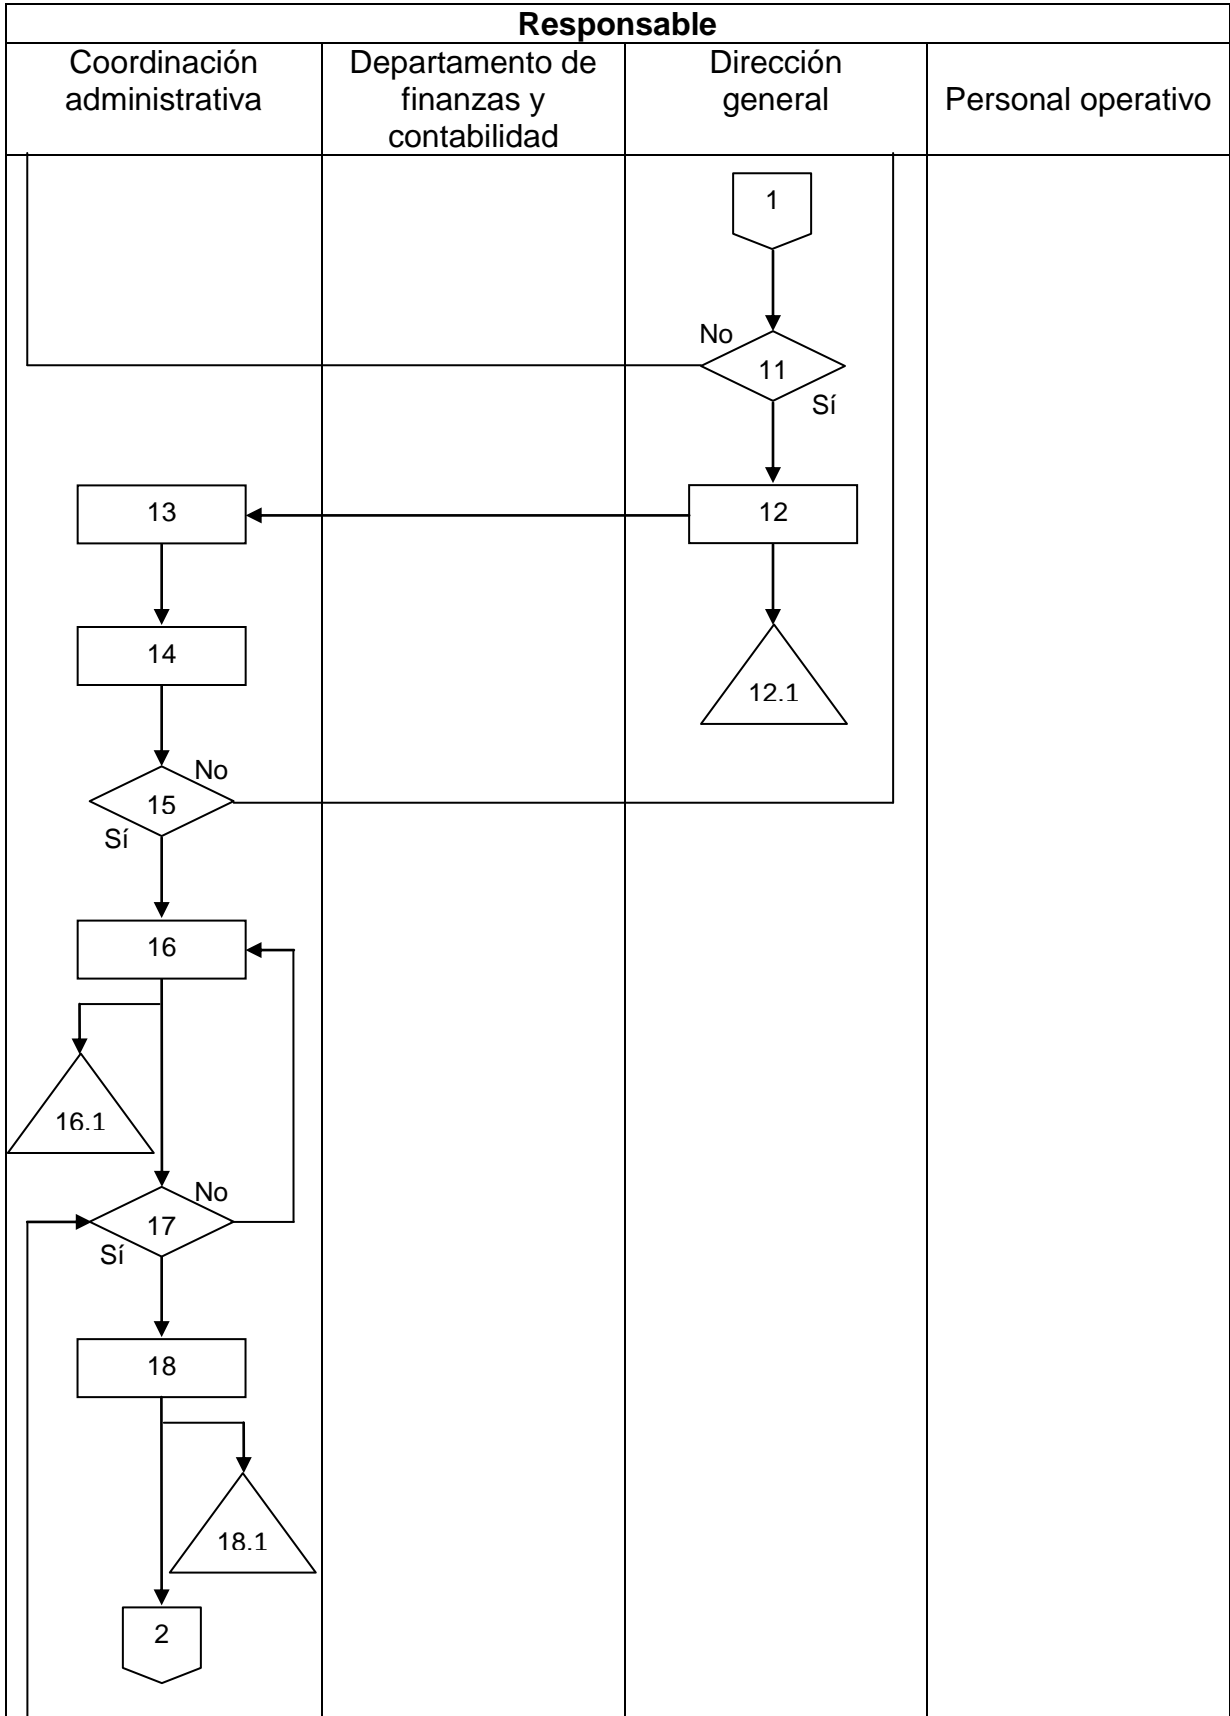 Responsable
Coordinación
administrativa
Departamento de
finanzas y
contabilidad
Dirección
general
Personal operativo
1
No
11
Sí
13
12
14
12.1
No
15
Sí
16
16.1
No
17
Sí
18
18.1
2